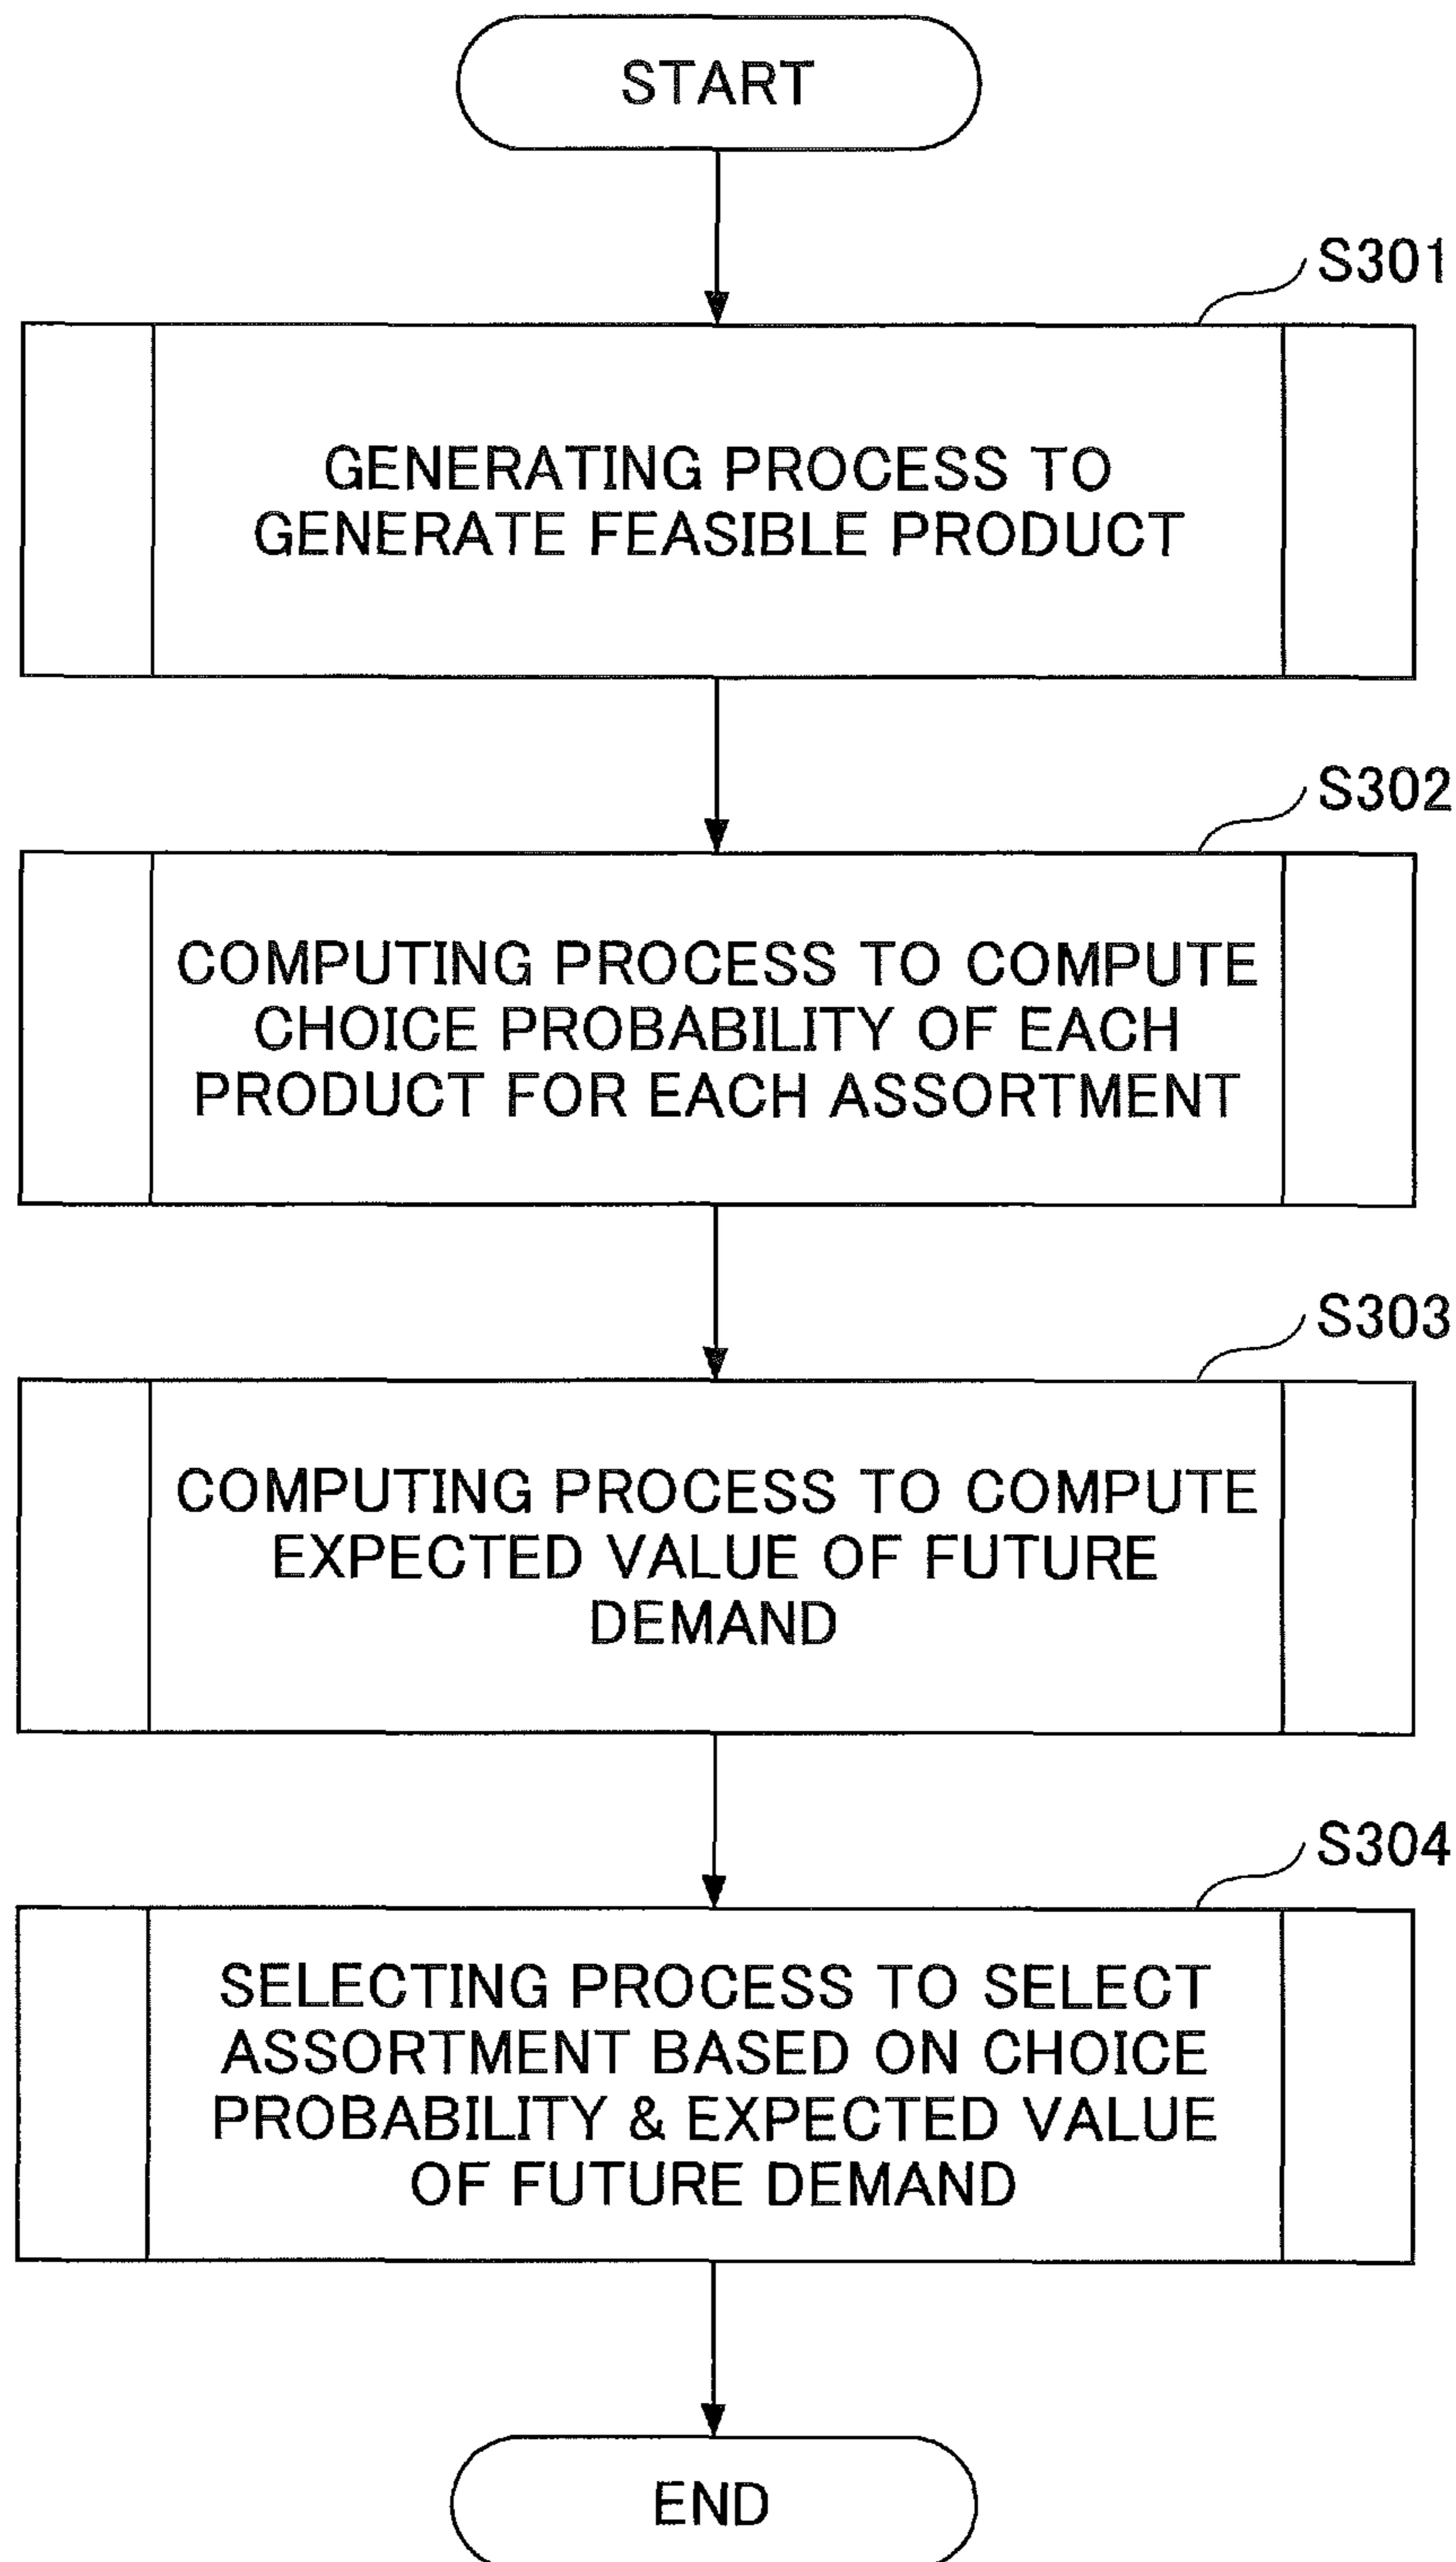 START
S301
GENERATING PROCESS TO
GENERATE FEASIBLE PRODUCT
S302
COMPUTING PROCESS TO COMPUTE
CHOICE PROBABILITY OF EACH
PRODUCT FOR EACH ASSORTMENT
S303
COMPUTING PROCESS TO COMPUTE
EXPECTED VALUE OF FUTURE
DEMAND
S304
SELECTING PROCESS TO SELECT
ASSORTMENT BASED ON CHOICE
PROBABILITY & EXPECTED VALUE
OF FUTURE DEMAND
END